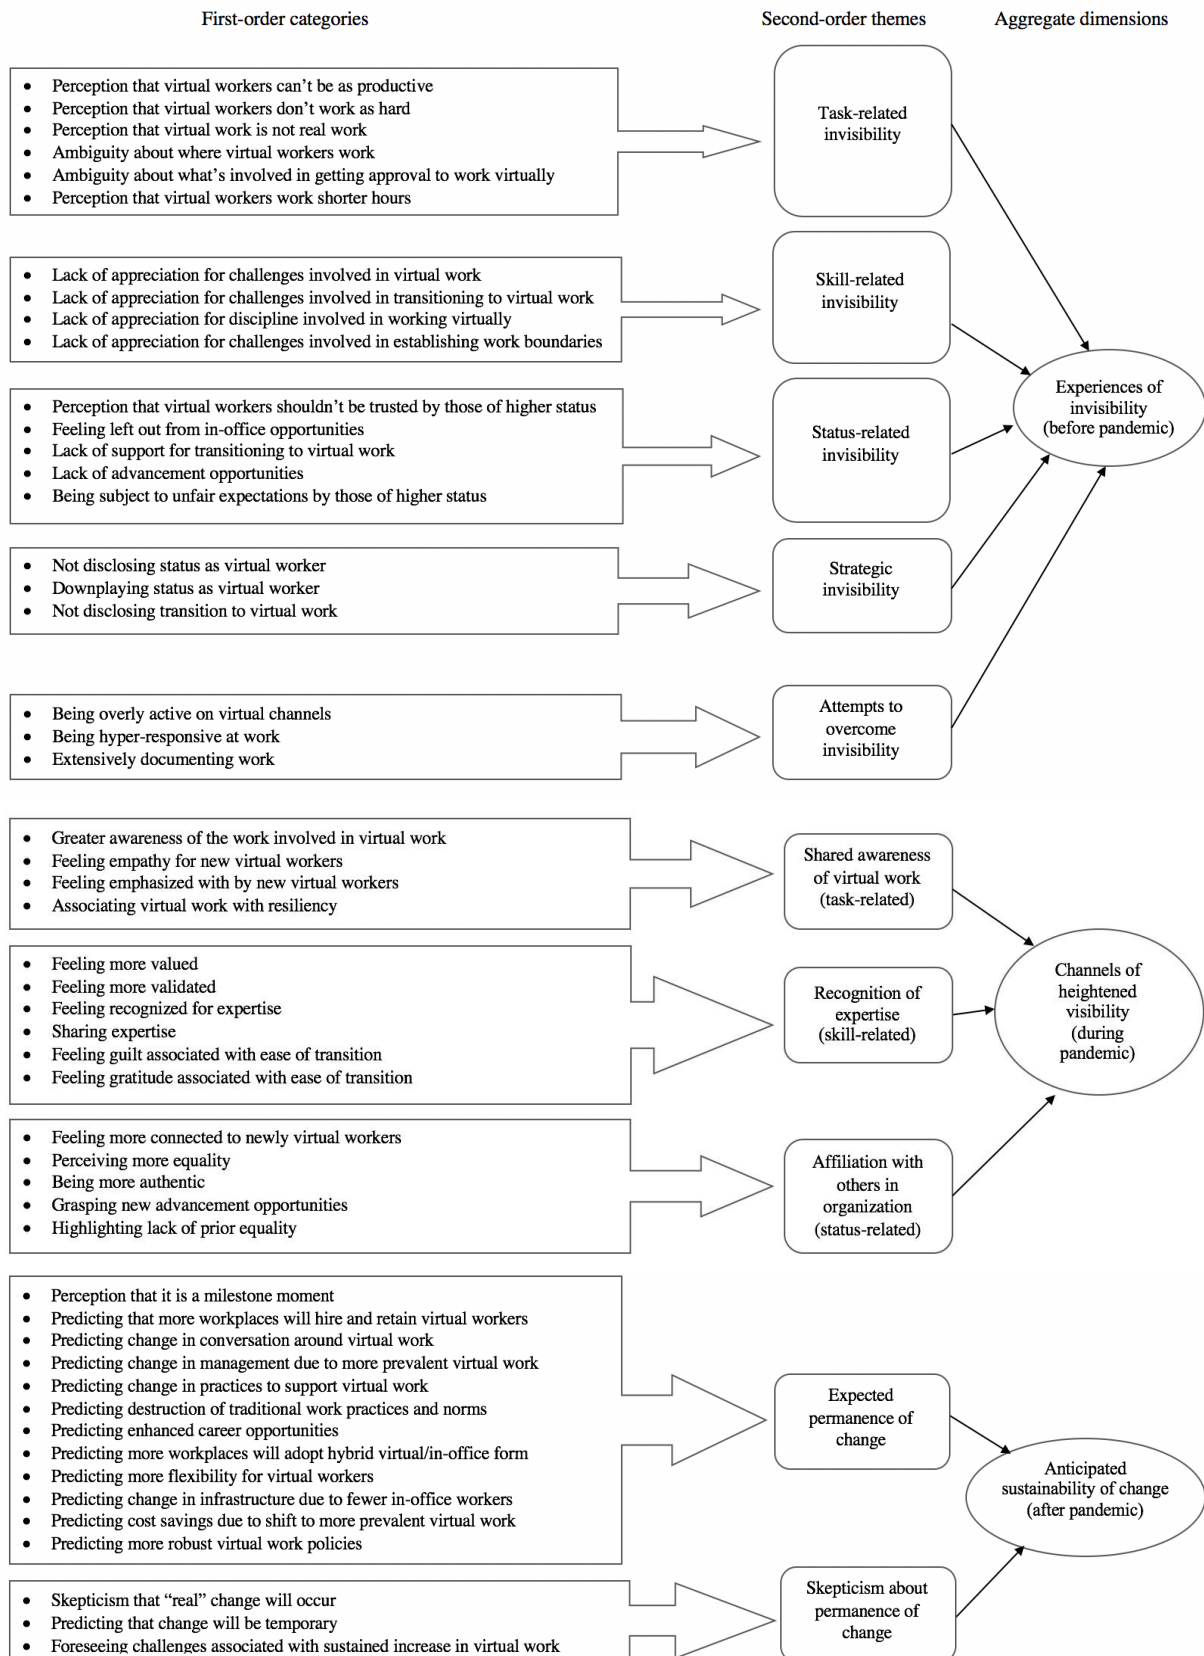 First-order categories
Second-order themes
Aggregate dimensions
• Perception that virtual workers can't be as productive
• Perception that virtual workers don't work as hard
• Perception that virtual work is not real work
• Ambiguity about where virtual workers work
• Ambiguity about what's involved in getting approval to work virtually
• Perception that virtual workers work shorter hours
Task-related
invisibility
• Lack of appreciation for challenges involved in virtual work
• Lack of appreciation for challenges involved in transitioning to virtual work
• Lack of appreciation for discipline involved in working virtually
• Lack of appreciation for challenges involved in establishing work boundaries
Skill-related
invisibility
• Perception that virtual workers shouldn't be trusted by those of higher status
• Feeling left out from in-office opportunities
• Lack of support for transitioning to virtual work
• Lack of advancement opportunities
• Being subject to unfair expectations by those of higher status
Status-related
invisibility
Experiences of
invisibility
(before pandemic)
• Not disclosing status as virtual worker
• Downplaying status as virtual worker
• Not disclosing transition to virtual work
Strategic
invisibility
• Being overly active on virtual channels
• Being hyper-responsive at work
• Extensively documenting work
Attempts to
overcome
invisibility
• Greater awareness of the work involved in virtual work
• Feeling empathy for new virtual workers
• Feeling emphasized with by new virtual workers
• Associating virtual work with resiliency
Shared awareness
of virtual work
(task-related)
• Feeling more valued
• Feeling more validated
• Feeling recognized for expertise
• Sharing expertise
• Feeling guilt associated with ease of transition
• Feeling gratitude associated with ease of transition
Recognition of
expertise
(skill-related)
Channels of
heightened
visibility
(during
pandemic)
• Feeling more connected to newly virtual workers
• Perceiving more equality
• Being more authentic
• Grasping new advancement opportunities
• Highlighting lack of prior equality
Affiliation with
others in
organization
(status-related)
• Perception that it is a milestone moment
• Predicting that more workplaces will hire and retain virtual workers
• Predicting change in conversation around virtual work
• Predicting change in management due to more prevalent virtual work
• Predicting change in practices to support virtual work
• Predicting destruction of traditional work practices and norms
• Predicting enhanced career opportunities
• Predicting more workplaces will adopt hybrid virtual/in-office form
• Predicting more flexibility for virtual workers
• Predicting change in infrastructure due to fewer in-office workers
• Predicting cost savings due to shift to more prevalent virtual work
• Predicting more robust virtual work policies
Expected
permanence of
change
Anticipated
sustainability of change
(after pandemic)
• Skepticism that “real” change will occur
• Predicting that change will be temporary
• Foreseeing challenges associated with sustained increase in virtual work
Skepticism about
permanence of
change